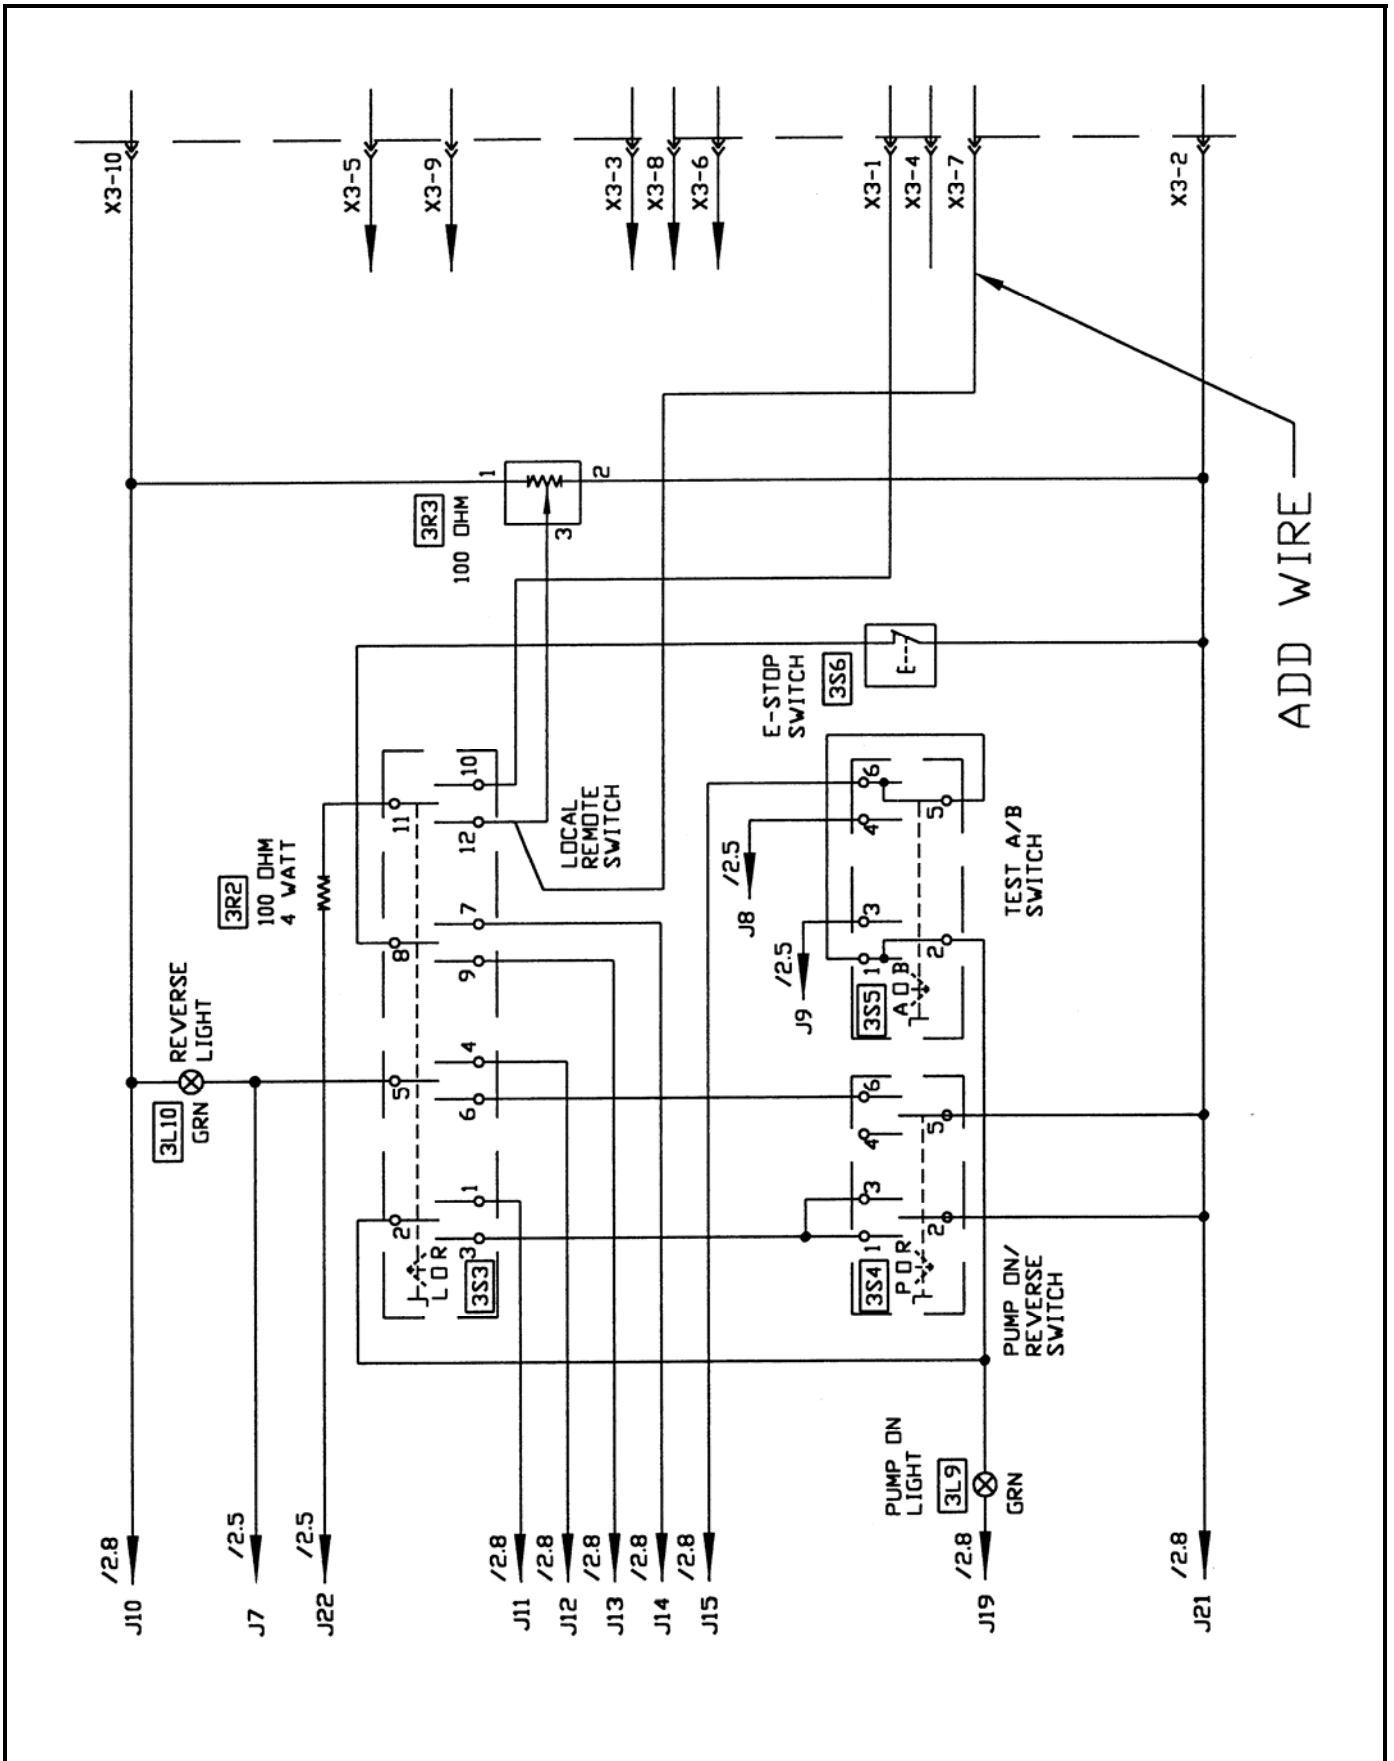 J10
/2.8
X3-10
3L10
GRN
REVERSE
LIGHT
J7
/2.5
3R2
100 OHM
4 WATT
J22
/2.5
X3-5
X3-9
2
5
8
11
L O R
3S3
3
1
6
4
9
7
12
10
LOCAL
REMOTE
SWITCH
3R3
100 OHM
1
2
3
J11
/2.8
J12
/2.8
J13
/2.8
J14
/2.8
J15
/2.8
X3-3
X3-8
X3-6
J8
/2.5
J9
/2.5
E-STOP
SWITCH
3S6
E
3S4
P O R
1
3
4
6
2
5
PUMP ON/
REVERSE
SWITCH
3S5
A O B
1
3
4
6
2
5
TEST A/B
SWITCH
X3-1
X3-4
X3-7
PUMP ON
LIGHT
3L9
GRN
J19
/2.8
J21
/2.8
X3-2
ADD WIRE